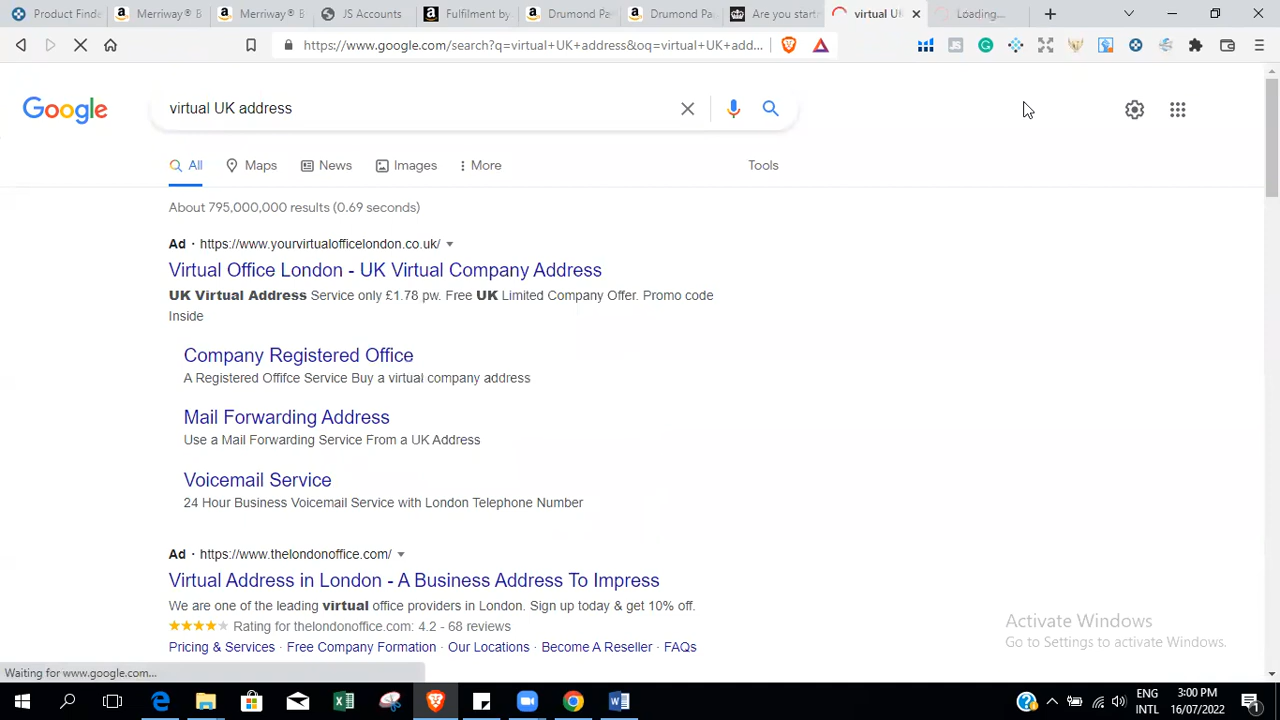 Product Findi
Merriway® B
Merriway® B
JS Accounts
Fulfilment by
Drumond Pa
Drumond Pa
Are you start
virtual UK
Loading...
https://www.google.com/search?q=virtual+UK+address&oq=virtual+UK+add...
JS
Google
virtual UK address
All
Maps
News
Images
More
Tools
About 795,000,000 results (0.69 seconds)
Ad · https://www.yourvirtualofficelondon.co.uk/
Virtual Office London - UK Virtual Company Address
UK Virtual Address Service only £1.78 pw. Free UK Limited Company Offer. Promo code
Inside
Company Registered Office
A Registered Offifce Service Buy a virtual company address
Mail Forwarding Address
Use a Mail Forwarding Service From a UK Address
Voicemail Service
24 Hour Business Voicemail Service with London Telephone Number
Ad · https://www.thelondonoffice.com/
Virtual Address in London - A Business Address To Impress
We are one of the leading virtual office providers in London. Sign up today & get 10% off.
Rating for thelondonoffice.com: 4.2 - 68 reviews
Pricing & Services · Free Company Formation · Our Locations · Become A Reseller · FAQs
Activate Windows
Go to Settings to activate Windows.
Waiting for www.google.com...
ENG
INTL
3:00 PM
16/07/2022
1